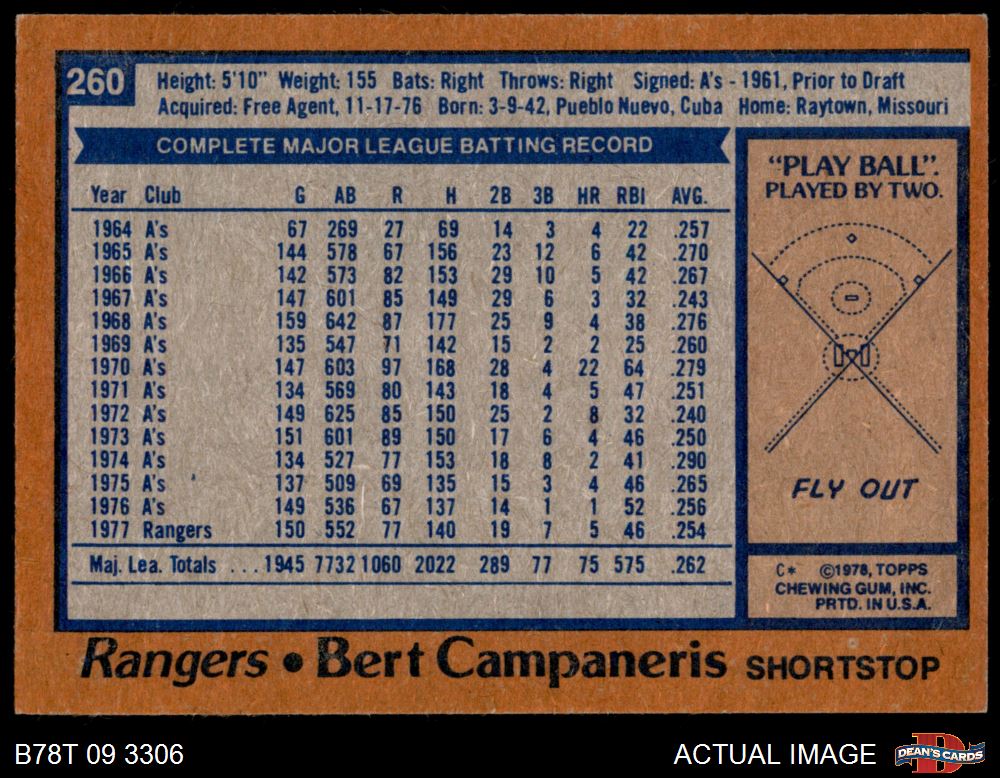 260
Height: 5'10" Weight: 155 Bats: Right Throws: Right Signed: A's - 1961, Prior to Draft
Acquired: Free Agent, 11-17-76 Born: 3-9-42, Pueblo Nuevo, Cuba Home: Raytown, Missouri
COMPLETE MAJOR LEAGUE BATTING RECORD
Year Club G AB R H 2B 3B HR RBI AVG.
1964 A's 67 269 27 69 14 3 4 22 .257
1965 A's 144 578 67 156 23 12 6 42 .270
1966 A's 142 573 82 153 29 10 5 42 .267
1967 A's 147 601 85 149 29 6 3 32 .243
1968 A's 159 642 87 177 25 9 4 38 .276
1969 A's 135 547 71 142 15 2 2 25 .260
1970 A's 147 603 97 168 28 4 22 64 .279
1971 A's 134 569 80 143 18 4 5 47 .251
1972 A's 149 625 85 150 25 2 8 32 .240
1973 A's 151 601 89 150 17 6 4 46 .250
1974 A's 134 527 77 153 18 8 2 41 .290
1975 A's 137 509 69 135 15 3 4 46 .265
1976 A's 149 536 67 137 14 1 1 52 .256
1977 Rangers 150 552 77 140 19 7 5 46 .254
Maj. Lea. Totals ... 1945 7732 1060 2022 289 77 75 575 .262
"PLAY BALL".
PLAYED BY TWO.
FLY OUT
C* ©1978, TOPPS
CHEWING GUM, INC.
PRTD. IN U.S.A.
Rangers • Bert Campaneris SHORTSTOP
B78T 09 3306
ACTUAL IMAGE
DEAN'S CARDS